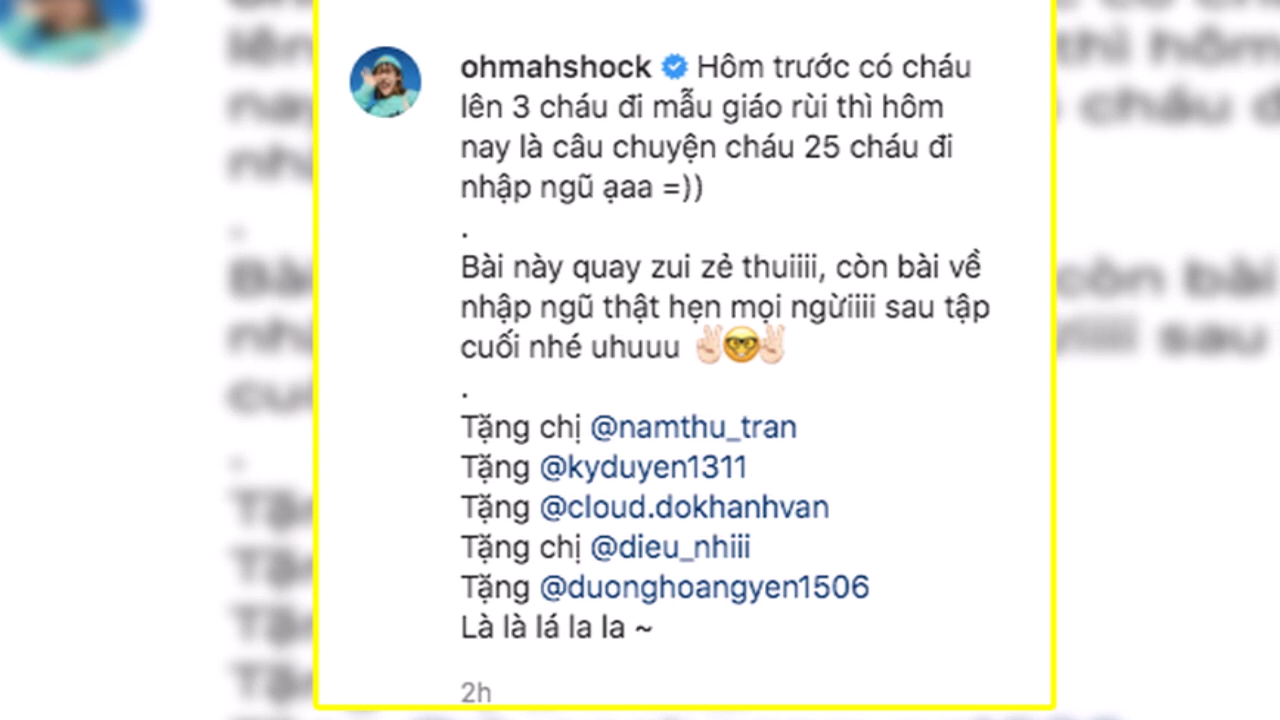 ohmahshock Hôm trước có cháu
lên 3 cháu đi mẫu giáo rùi thì hôm
nay là câu chuyện cháu 25 cháu đi
nhập ngũ ạaa =))
.
Bài này quay zui zẻ thuiiii, còn bài về
nhập ngũ thật hẹn mọi ngừiiii sau tập
cuối nhé uhuuu ✌🏻🤓✌🏻
.
Tặng chị @namthu_tran
Tặng @kyduyen1311
Tặng @cloud.dokhanhvan
Tặng chị @dieu_nhiii
Tặng @duonghoangyen1506
Là là lá la la ~
2h